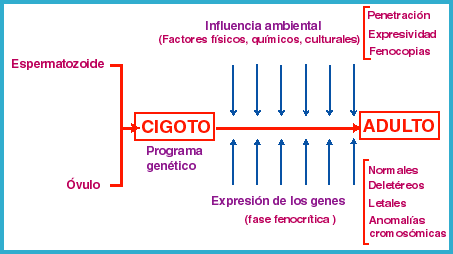 Influencia ambiental
(Factores físicos, químicos, culturales)
Penetración
Expresividad
Fenocopias
Espermatozoide
CIGOTO
ADULTO
Programa
genético
Óvulo
Expresión de los genes
(fase fenocrítica )
Normales
Deletéreos
Letales
Anomalías
cromosómicas